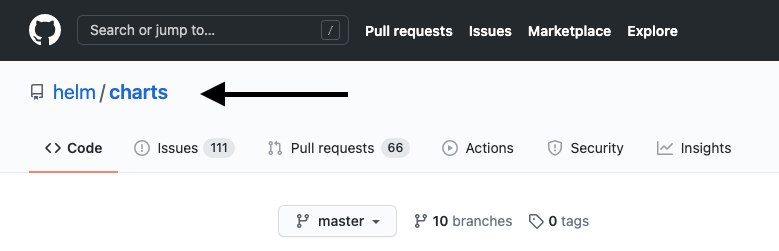 Search or jump to... / Pull requests Issues Marketplace Explore
helm / charts
Code Issues 111 Pull requests 66 Actions Security Insights
master 10 branches 0 tags